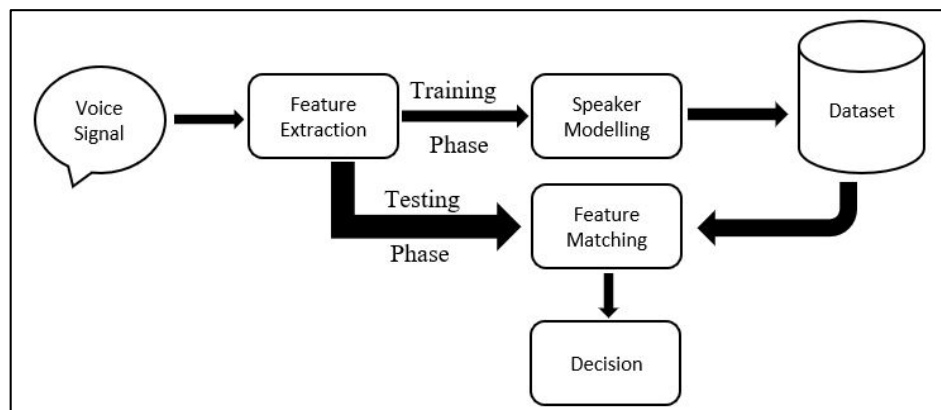 Voice
Signal
Feature
Extraction
Training
Phase
Speaker
Modelling
Dataset
Testing
Phase
Feature
Matching
Decision